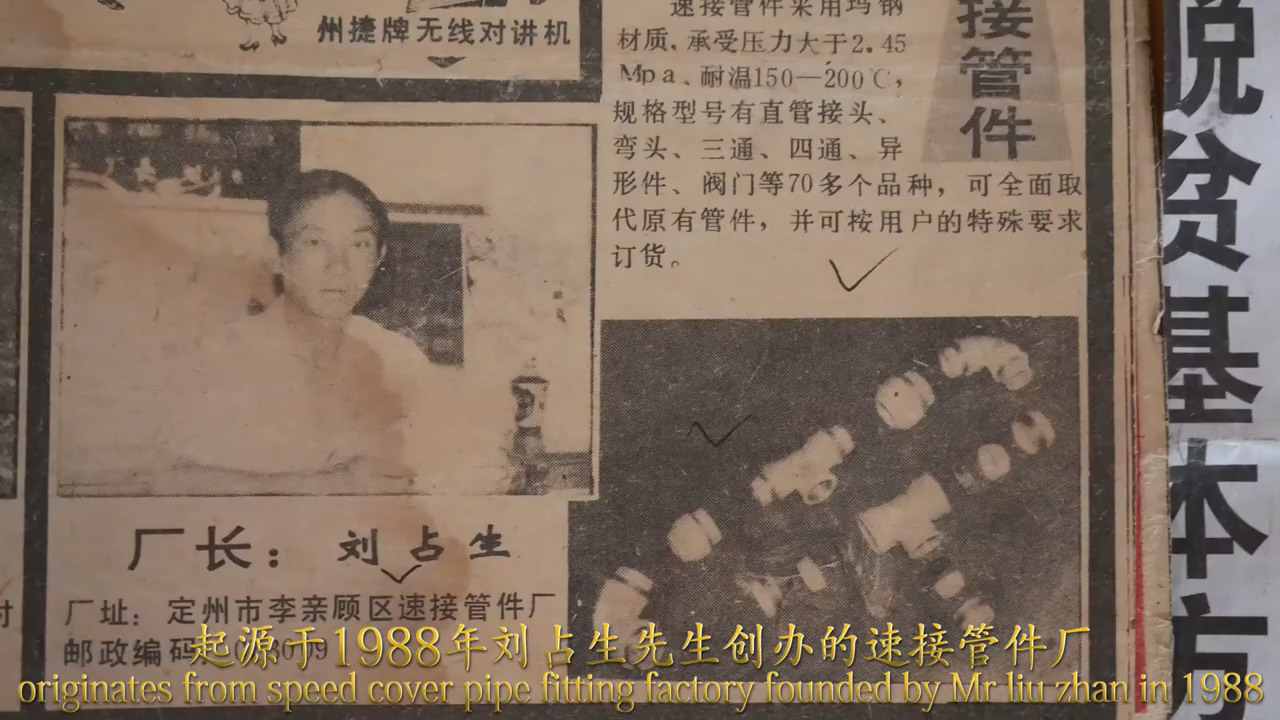 州捷牌无线对讲机
速接管件采用玛钢
材质，承受压力大于2.45
Mpa、耐温150—200℃，
规格型号有直管接头、
弯头、三通、四通、异
形件、阀门等70多个品种，可全面取
代原有管件，并可按用户的特殊要求
订货。
接管件
脱贫基本方
厂长：刘占生
厂址：定州市李亲顾区速接管件厂
邮政编码
起源于1988年刘占生先生创办的速接管件厂
originates from speed cover pipe fitting factory founded by Mr liu zhan in 1988